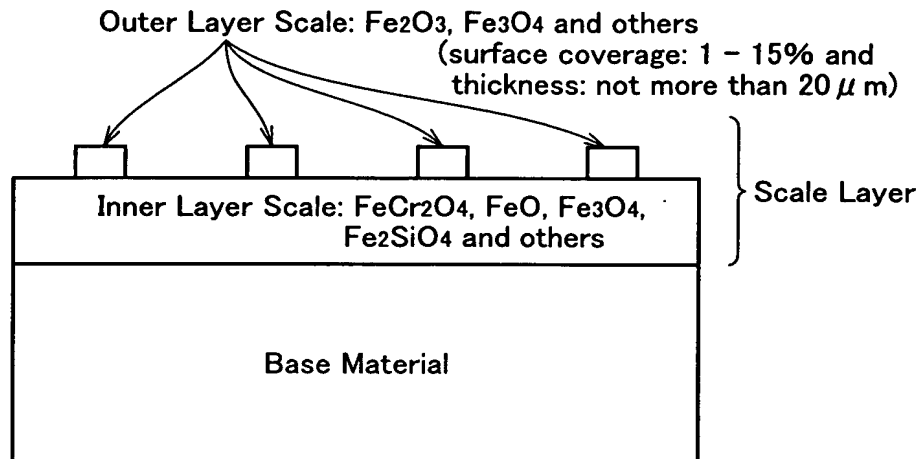 Outer Layer Scale: Fe2O3, Fe3O4 and others
(surface coverage: 1 - 15% and
thickness: not more than 20 μm)
Scale Layer
Inner Layer Scale: FeCr2O4, FeO, Fe3O4,
Fe2SiO4 and others
Base Material